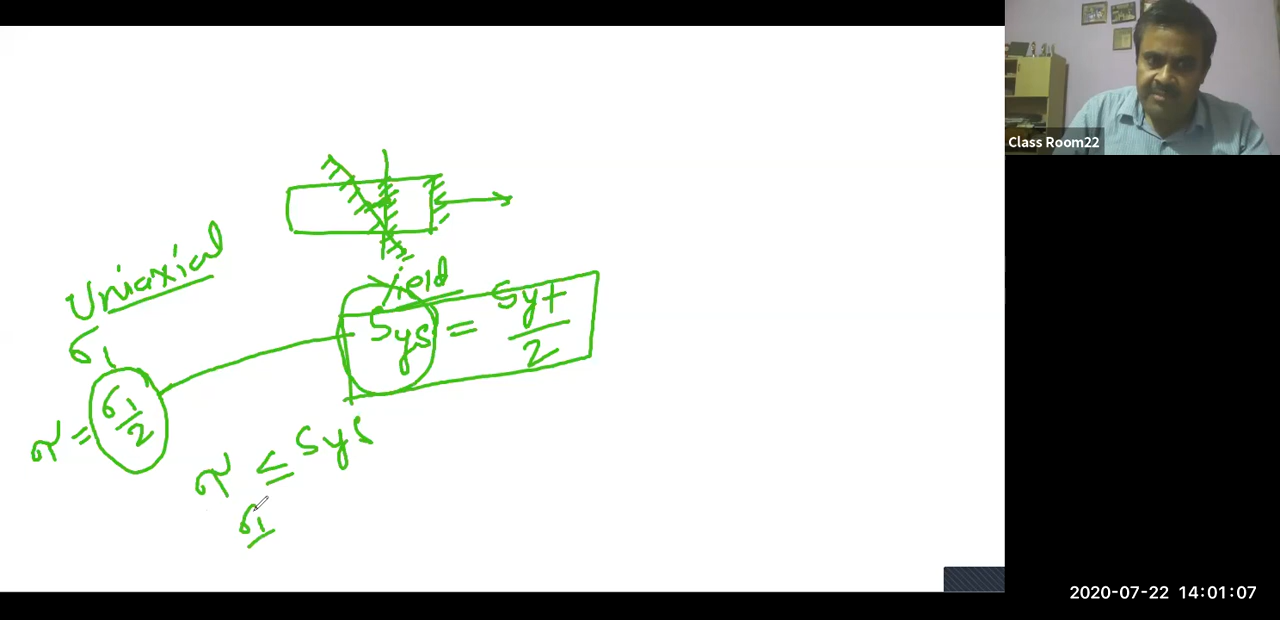 Class Room22
Uniaxial
Yield
Sys = Syt/2
σ1
τ = σ1/2
τ ≤ Sys
σ1
2020-07-22 14:01:07